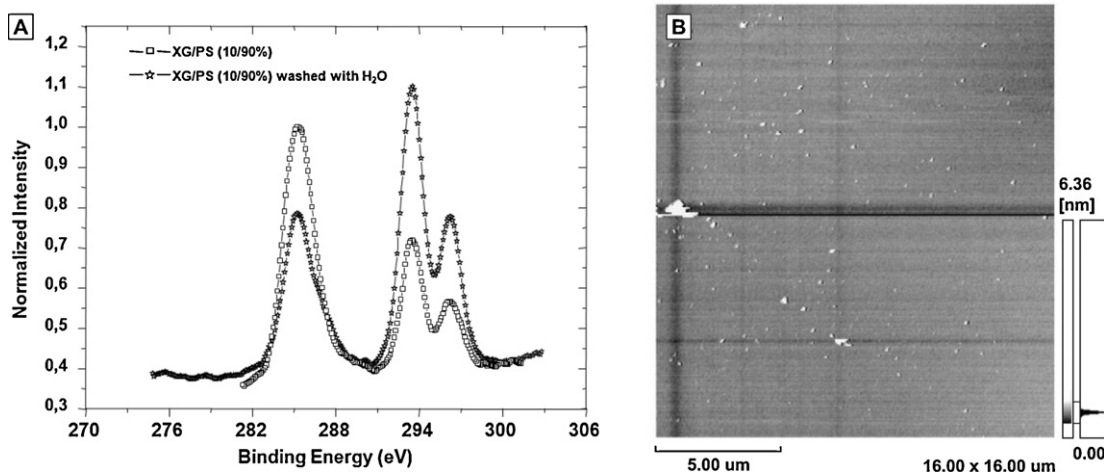 A
1,2
1,1
1,0
0,9
0,8
0,7
0,6
0,5
0,4
0,3
Normalized Intensity
XG/PS (10/90%)
XG/PS (10/90%) washed with H₂O
270 276 282 288 294 300 306
Binding Energy (eV)
B
6.36
[nm]
0.00
5.00 um
16.00 x 16.00 um